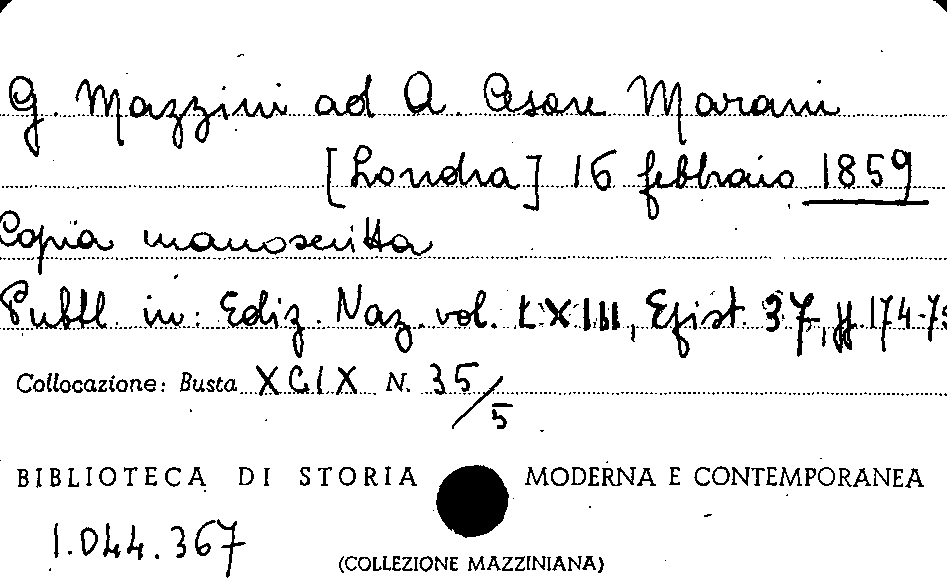 G. Mazzini ad A. Cesare Marani
[Londra] 16 febbraio 1859
Copia manoscritta
Pubbl. in: Ediz. Naz. vol. LXIII, Epist. 37, pp. 174-75
Collocazione: Busta XCIX N. 35/5
BIBLIOTECA DI STORIA MODERNA E CONTEMPORANEA
1.044.367
(COLLEZIONE MAZZINIANA)